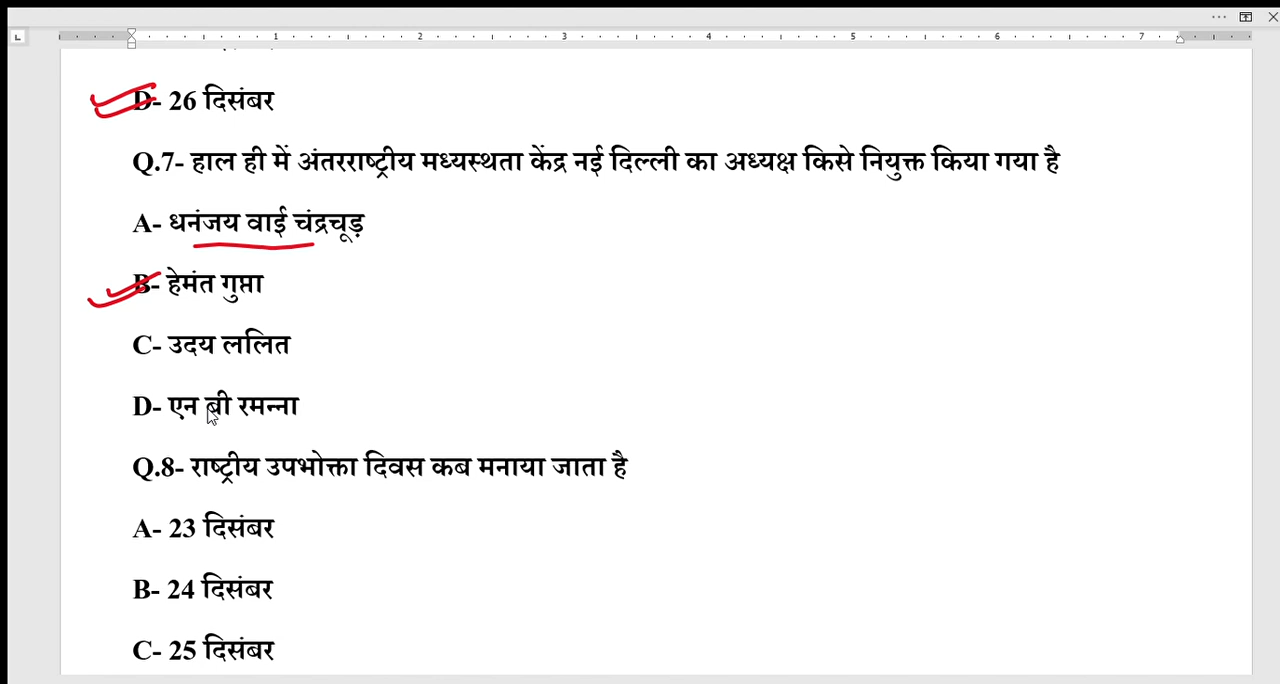 D- 26 दिसंबर
Q.7- हाल ही में अंतरराष्ट्रीय मध्यस्थता केंद्र नई दिल्ली का अध्यक्ष किसे नियुक्त किया गया है
A- धनंजय वाई चंद्रचूड़
B- हेमंत गुप्ता
C- उदय ललित
D- एन बी रमन्ना
Q.8- राष्ट्रीय उपभोक्ता दिवस कब मनाया जाता है
A- 23 दिसंबर
B- 24 दिसंबर
C- 25 दिसंबर